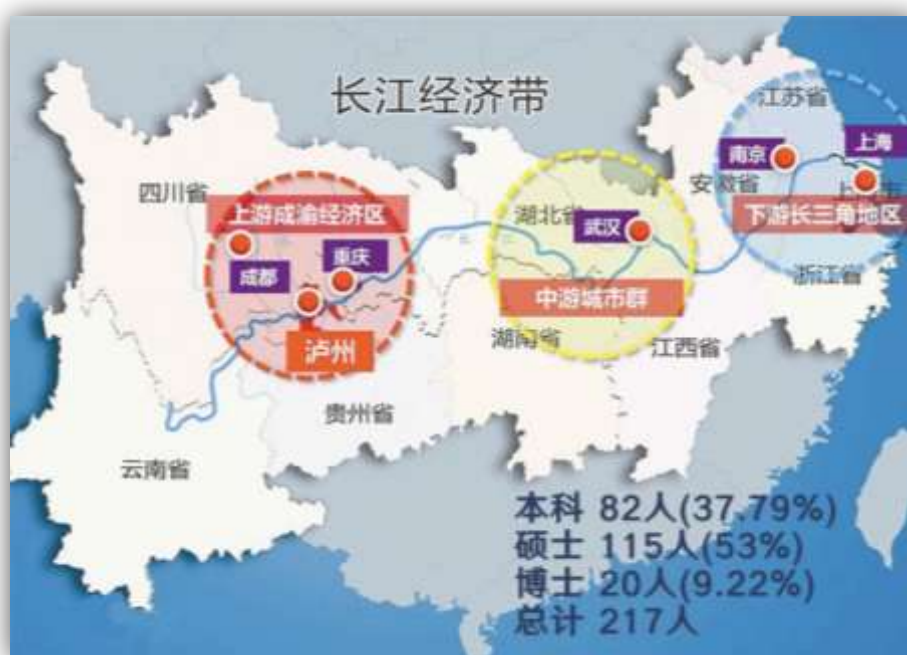 长江经济带
江苏省
南京
上海
安徽省
下游长三角地区
浙江省
四川省
上游成渝经济区
成都
重庆
泸州
湖北省
武汉
中游城市群
湖南省
江西省
贵州省
云南省
本科 82人(37.79%)
硕士 115人(53%)
博士 20人(9.22%)
总计 217人